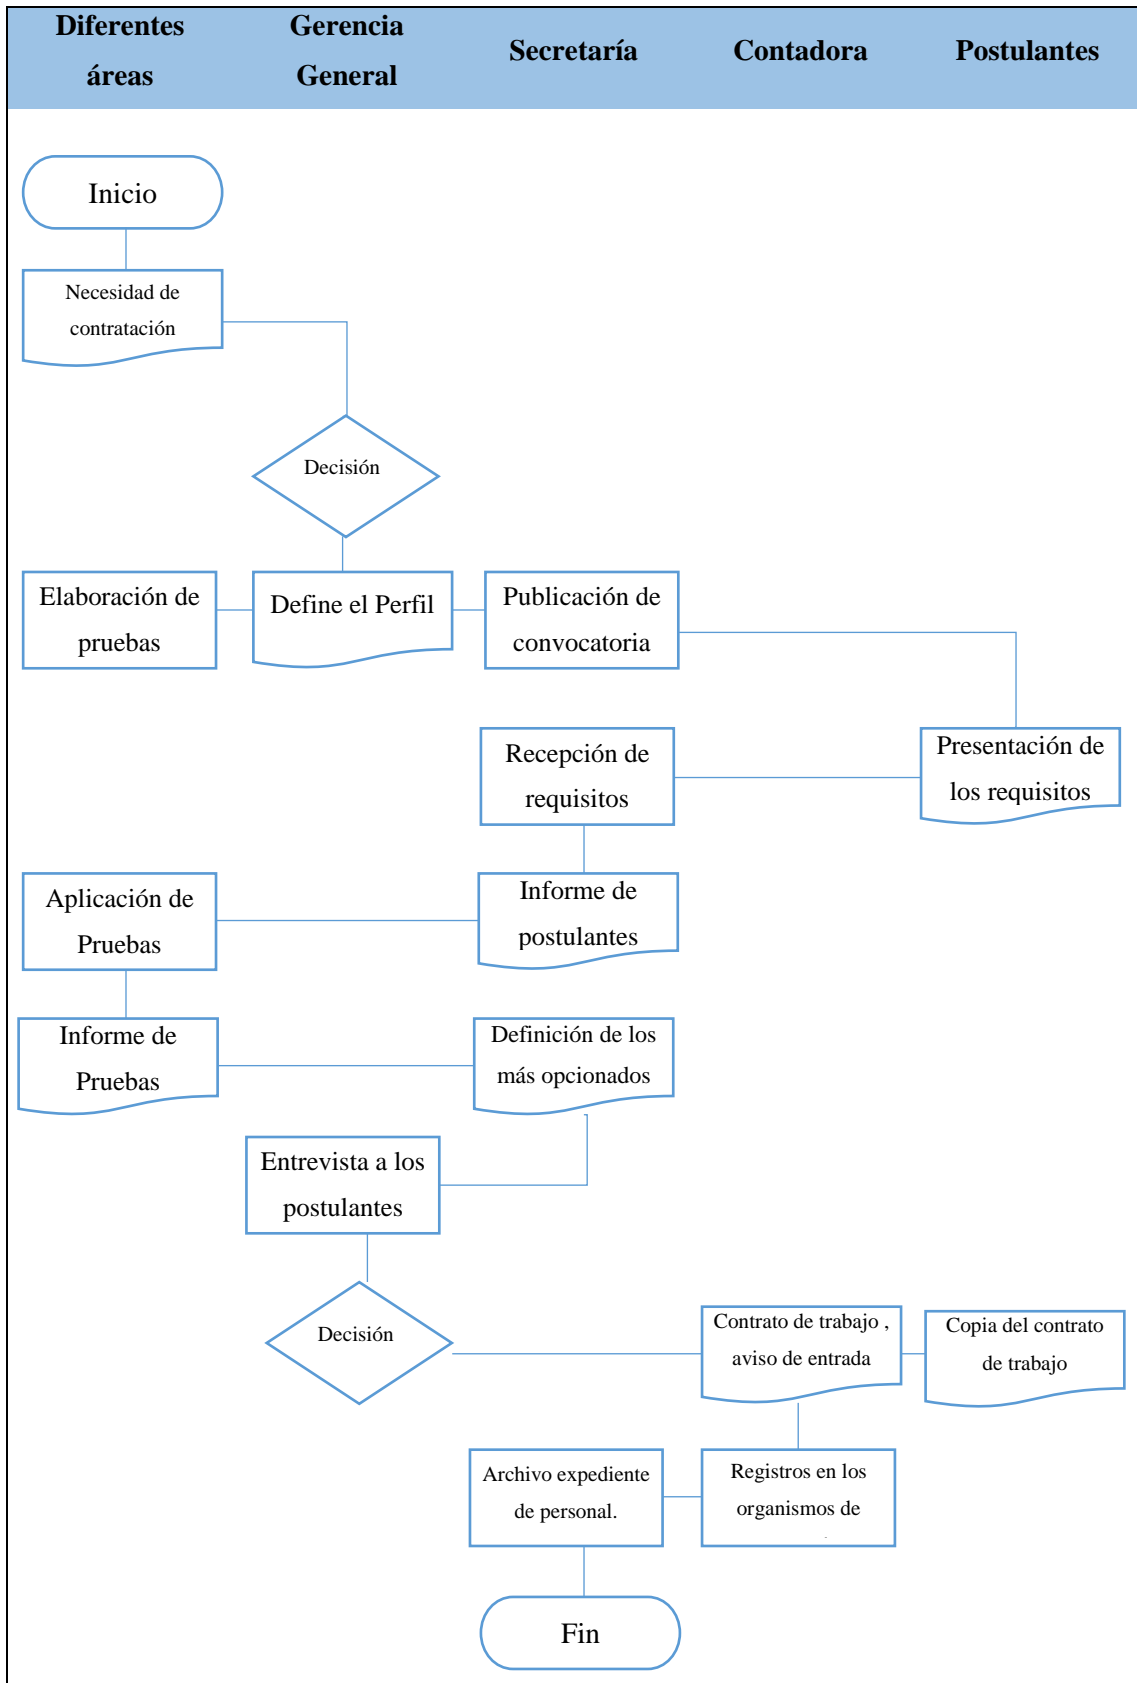 Diferentes
áreas
Gerencia
General
Secretaría
Contadora
Postulantes
Inicio
Necesidad de
contratación
Decisión
Elaboración de
pruebas
Define el Perfil
Publicación de
convocatoria
Recepción de
requisitos
Presentación de
los requisitos
Aplicación de
Pruebas
Informe de
postulantes
Informe de
Pruebas
Definición de los
más opcionados
Entrevista a los
postulantes
Decisión
Contrato de trabajo ,
aviso de entrada
Copia del contrato
de trabajo
Archivo expediente
de personal.
Registros en los
organismos de
Fin